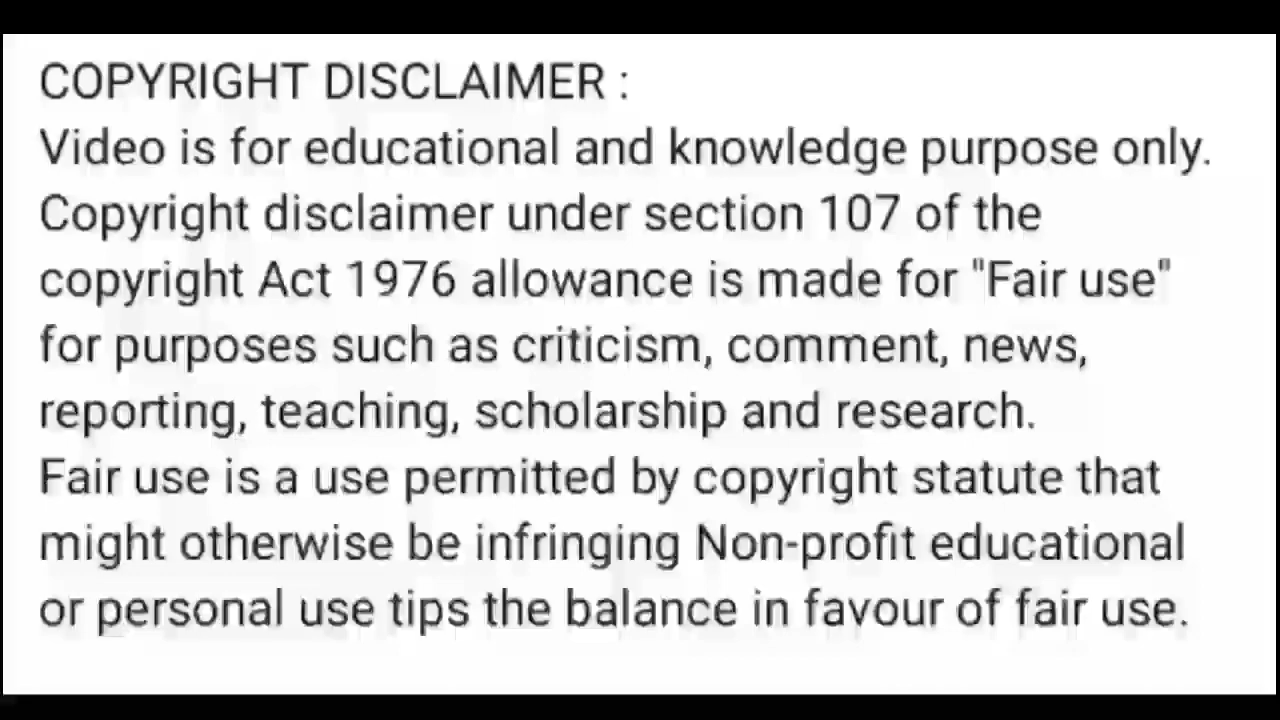 COPYRIGHT DISCLAIMER :
Video is for educational and knowledge purpose only.
Copyright disclaimer under section 107 of the
copyright Act 1976 allowance is made for "Fair use"
for purposes such as criticism, comment, news,
reporting, teaching, scholarship and research.
Fair use is a use permitted by copyright statute that
might otherwise be infringing Non-profit educational
or personal use tips the balance in favour of fair use.